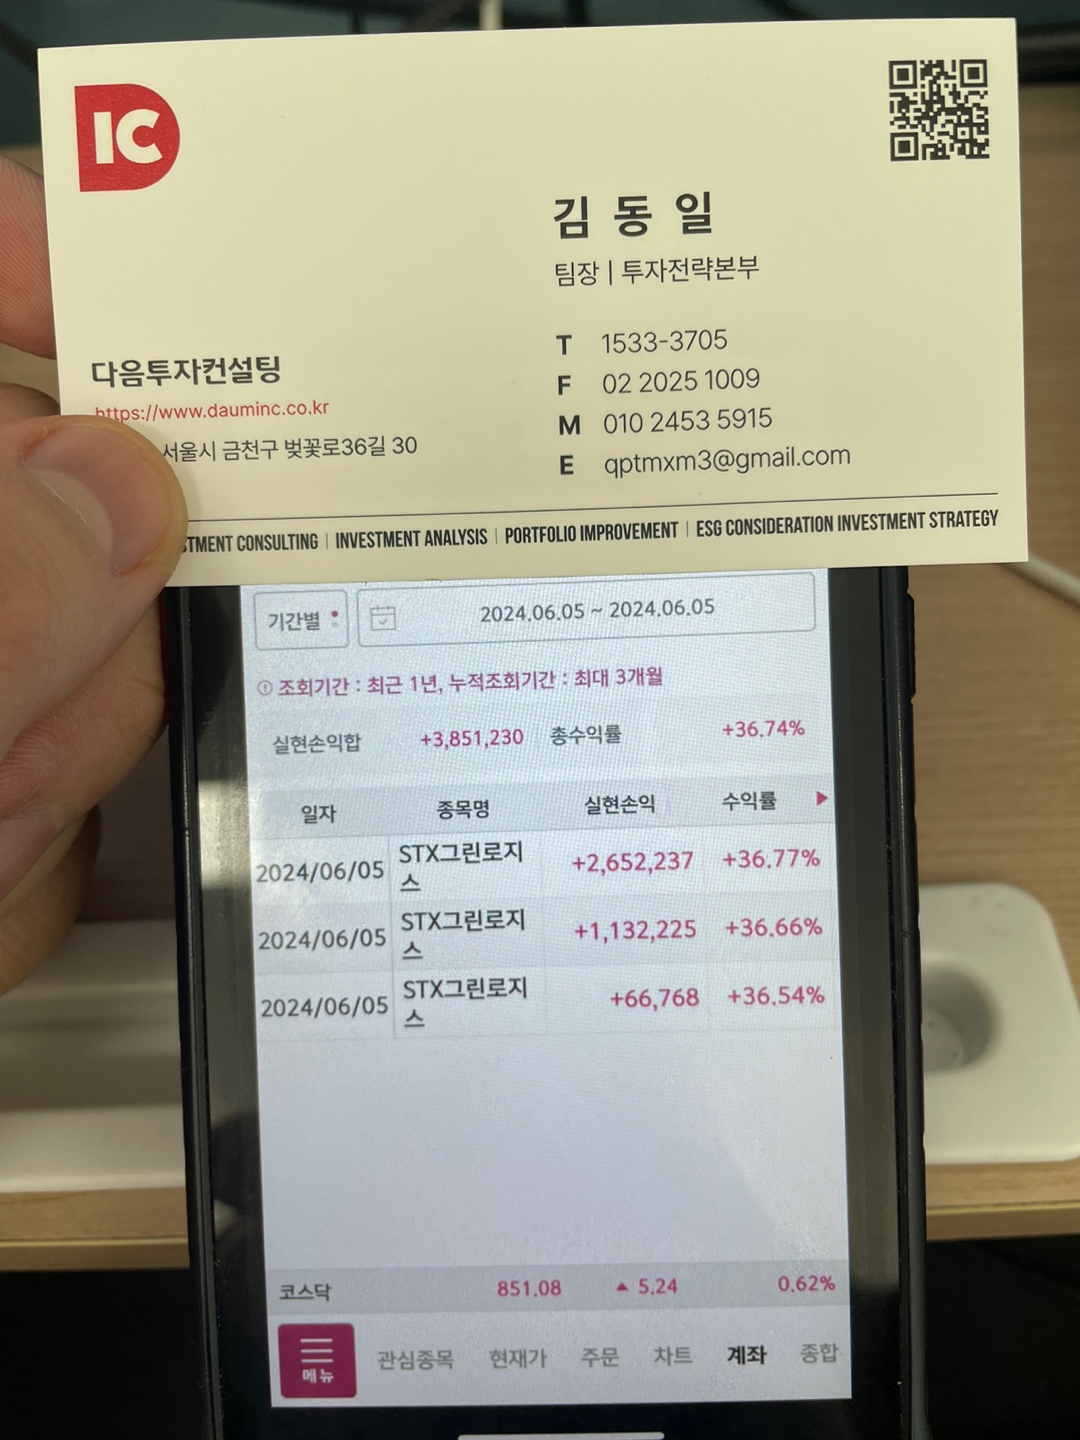 IC
김동일
팀장 | 투자전략본부
다음투자컨설팅
https://www.dauminc.co.kr
서울시 금천구 벚꽃로36길 30
T 1533-3705
F 02 2025 1009
M 010 2453 5915
E qptmxm3@gmail.com
CONSULTING | INVESTMENT ANALYSIS | PORTFOLIO IMPROVEMENT | ESG CONSIDERATION INVESTMENT STRATEGY
기간별 2024.06.05 ~ 2024.06.05
조회기간 : 최근 1년, 누적조회기간 : 최대 3개월
실현손익합 +3,851,230 총수익률 +36.74%
일자 종목명 실현손익 수익률
2024/06/05 STX그린로지스 +2,652,237 +36.77%
2024/06/05 STX그린로지스 +1,132,225 +36.66%
2024/06/05 STX그린로지스 +66,768 +36.54%
코스닥 851.08 ▲ 5.24 0.62%
메뉴 관심종목 현재가 주문 차트 계좌 종합